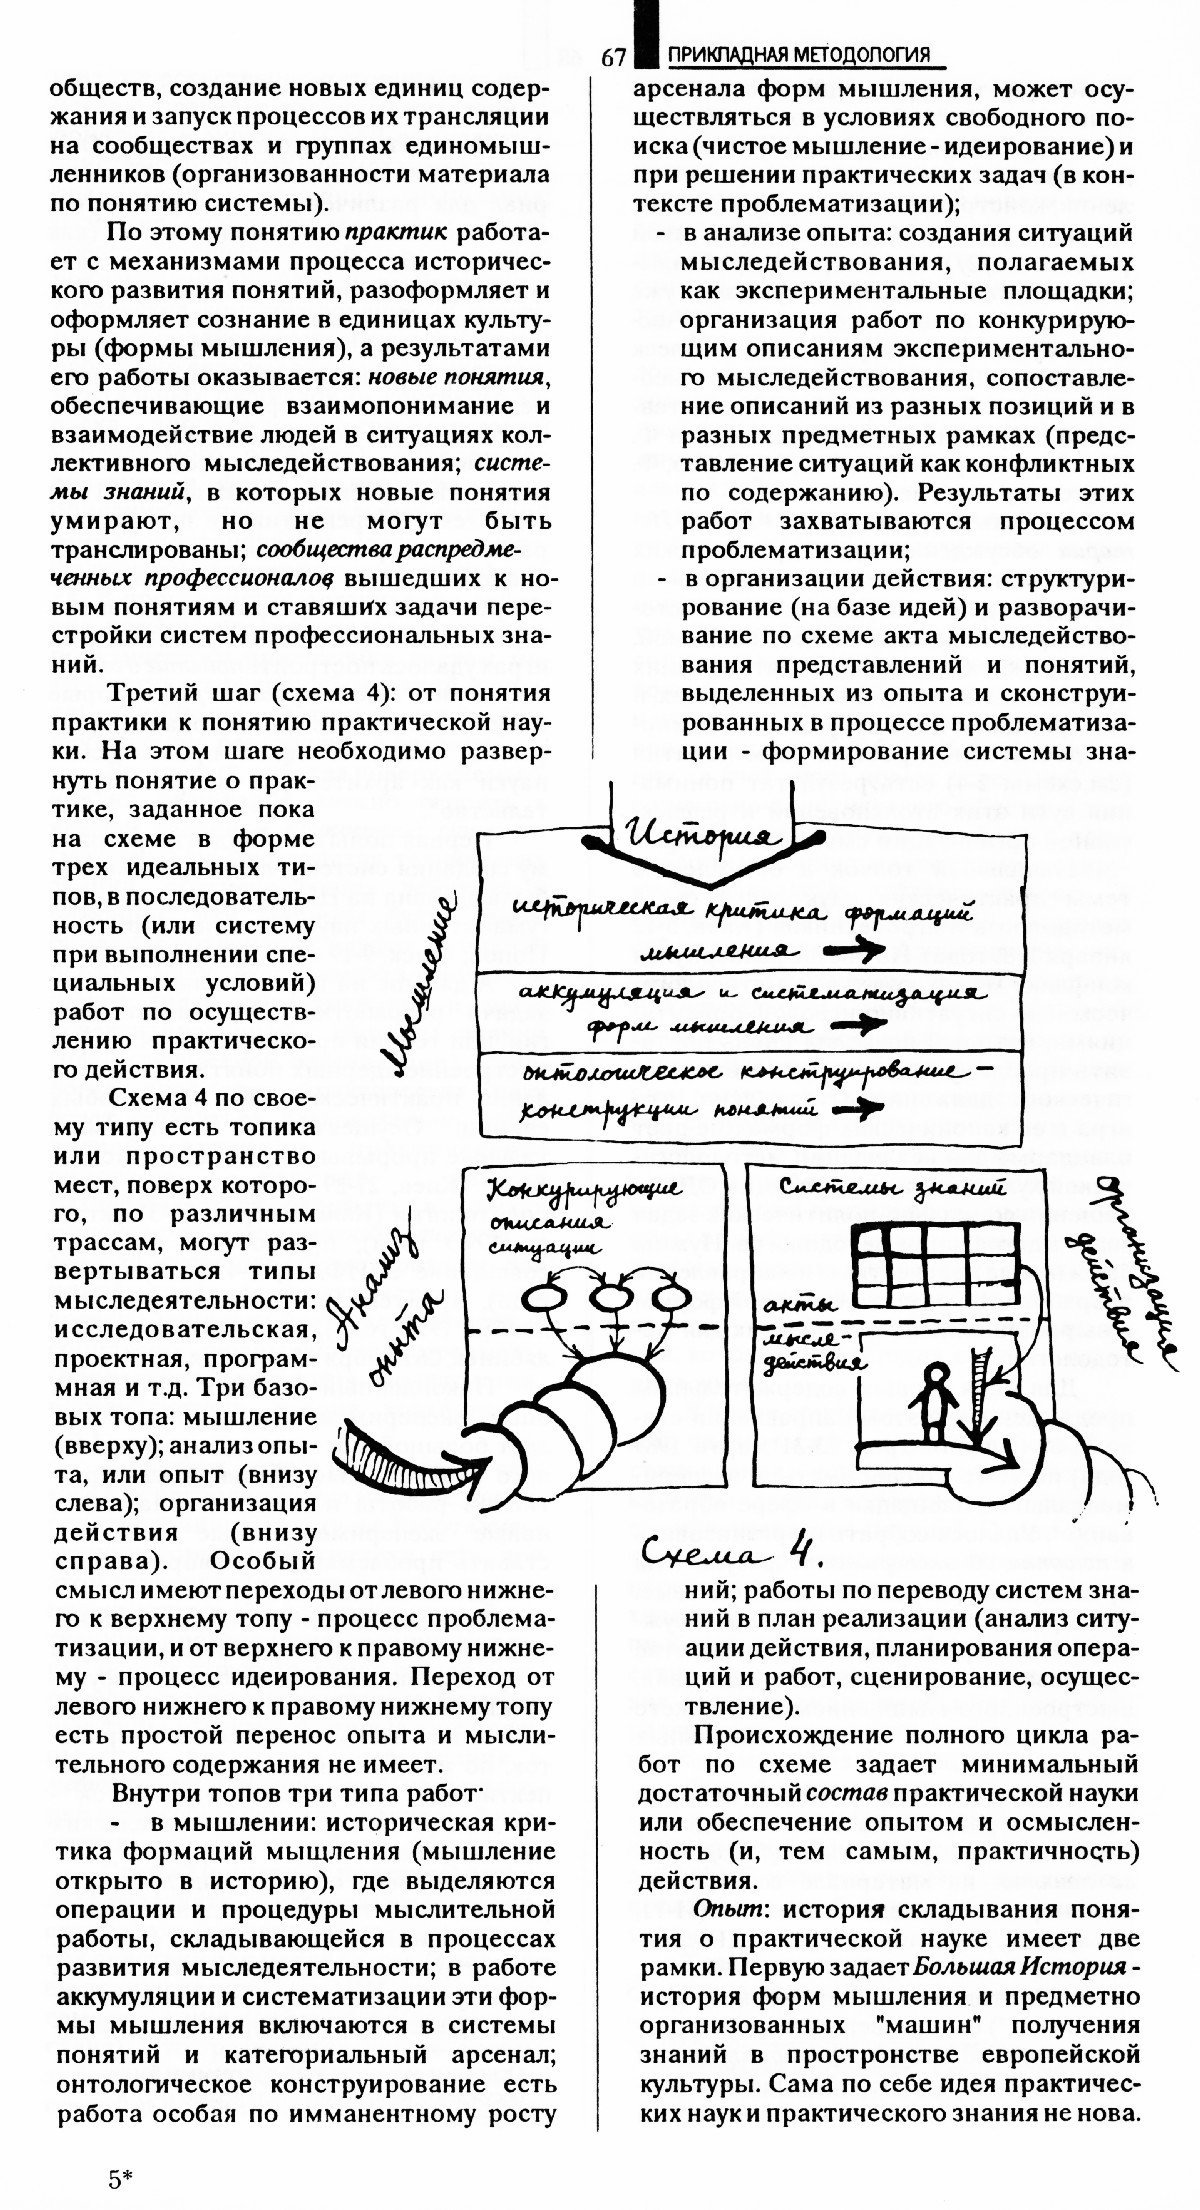 67 ПРИКЛАДНАЯ МЕТОДОЛОГИЯ
обществ, создание новых единиц содер-
жания и запуск процессов их трансляции
на сообществах и группах единомыш-
ленников (организованности материала
по понятию системы).
По этому понятию практик работа-
ет с механизмами процесса историчес-
кого развития понятий, разоформляет и
оформляет сознание в единицах культу-
ры (формы мышления), а результатами
его работы оказывается: новые понятия,
обеспечивающие взаимопонимание и
взаимодействие людей в ситуациях кол-
лективного мыследействования; систе-
мы знаний, в которых новые понятия
умирают, но не могут быть
транслированы; сообщества распредме-
ченных профессионалов вышедших к но-
вым понятиям и ставяших задачи пере-
стройки систем профессиональных зна-
ний.
Третий шаг (схема 4): от понятия
практики к понятию практической нау-
ки. На этом шаге необходимо развер-
нуть понятие о прак-
тике, заданное пока
на схеме в форме
трех идеальных ти-
пов, в последователь-
ность (или систему
при выполнении спе-
циальных условий)
работ по осуществ-
лению практическо-
го действия.
Схема 4 по свое-
му типу есть топика
или пространство
мест, поверх которо-
го, по различным
трассам, могут раз-
вертываться типы
мыследеятельности:
исследовательская,
проектная, програм-
мная и т.д. Три базо-
вых топа: мышление
(вверху); анализ опы-
та, или опыт (внизу
слева); организация
действия (внизу
справа). Особый
смысл имеют переходы от левого нижне-
го к верхнему топу - процесс проблема-
тизации, и от верхнего к правому нижне-
му - процесс идеирования. Переход от
левого нижнего к правому нижнему топу
есть простой перенос опыта и мысли-
тельного содержания не имеет.
Внутри топов три типа работ·
- в мышлении: историческая кри-
тика формаций мыщления (мышление
открыто в историю), где выделяются
операции и процедуры мыслительной
работы, складывающейся в процессах
развития мыследеятельности; в работе
аккумуляции и систематизации эти фор-
мы мышления включаются в системы
понятий и категориальный арсенал;
онтологическое конструирование есть
работа особая по имманентному росту
5*
арсенала форм мышления, может осу-
ществляться в условиях свободного по-
иска (чистое мышление - идеирование) и
при решении практических задач (в кон-
тексте проблематизации);
- в анализе опыта: создания ситуаций
мыследействования, полагаемых
как экспериментальные площадки;
организация работ по конкурирую-
щим описаниям экспериментально-
го мыследействования, сопоставле-
ние описаний из разных позиций и в
разных предметных рамках (предс-
тавление ситуаций как конфликтных
по содержанию). Результаты этих
работ захватываются процессом
проблематизации;
- в организации действия: структури-
рование (на базе идей) и разворачи-
вание по схеме акта мыследейство-
вания представлений и понятий,
выделенных из опыта и сконструи-
рованных в процессе проблематиза-
ции - формирование системы зна-
История
историческая критика формаций
мышления
аккумуляция и систематизация
форм мышления
онтологическое конструирование –
конструкции понятий
Мышление
Конкурирующие
описания
ситуации
Анализ
опыта
Системы знаний
акты
мысле-
действия
организация
действия
Схема 4.
ний; работы по переводу систем зна-
ний в план реализации (анализ ситу-
ации действия, планирования опера-
ций и работ, сценирование, осущес-
твление).
Происхождение полного цикла ра-
бот по схеме задает минимальный
достаточный состав практической науки
или обеспечение опытом и осмыслен-
ность (и, тем самым, практичность)
действия.
Опыт: история складывания поня-
тия о практической науке имеет две
рамки. Первую задает Большая История -
история форм мышления и предметно
организованных "машин" получения
знаний в простронстве европейской
культуры. Сама по себе идея практичес-
ких наук и практического знания не нова.